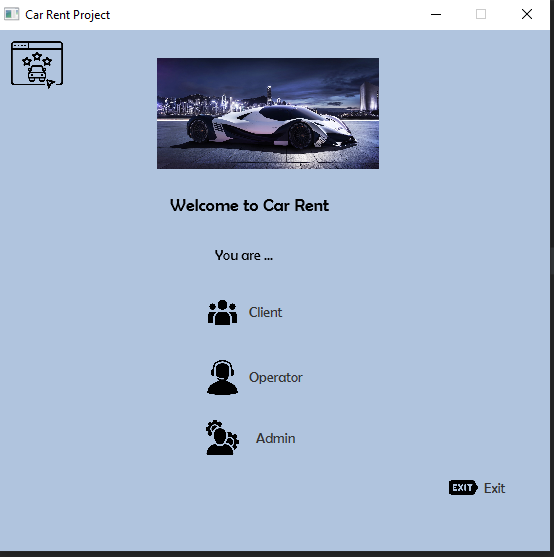 Car Rent Project
Welcome to Car Rent
You are ...
Client
Operator
Admin
EXIT Exit